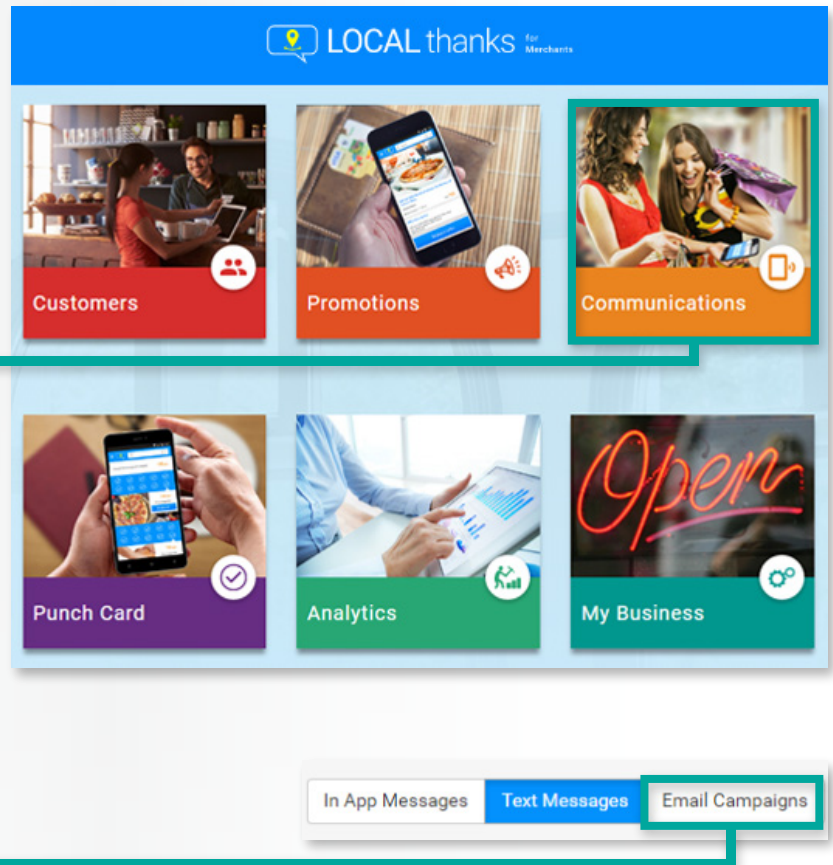 LOCAL thanks for Merchants
Customers
Promotions
Communications
Punch Card
Analytics
Open
My Business
In App Messages
Text Messages
Email Campaigns